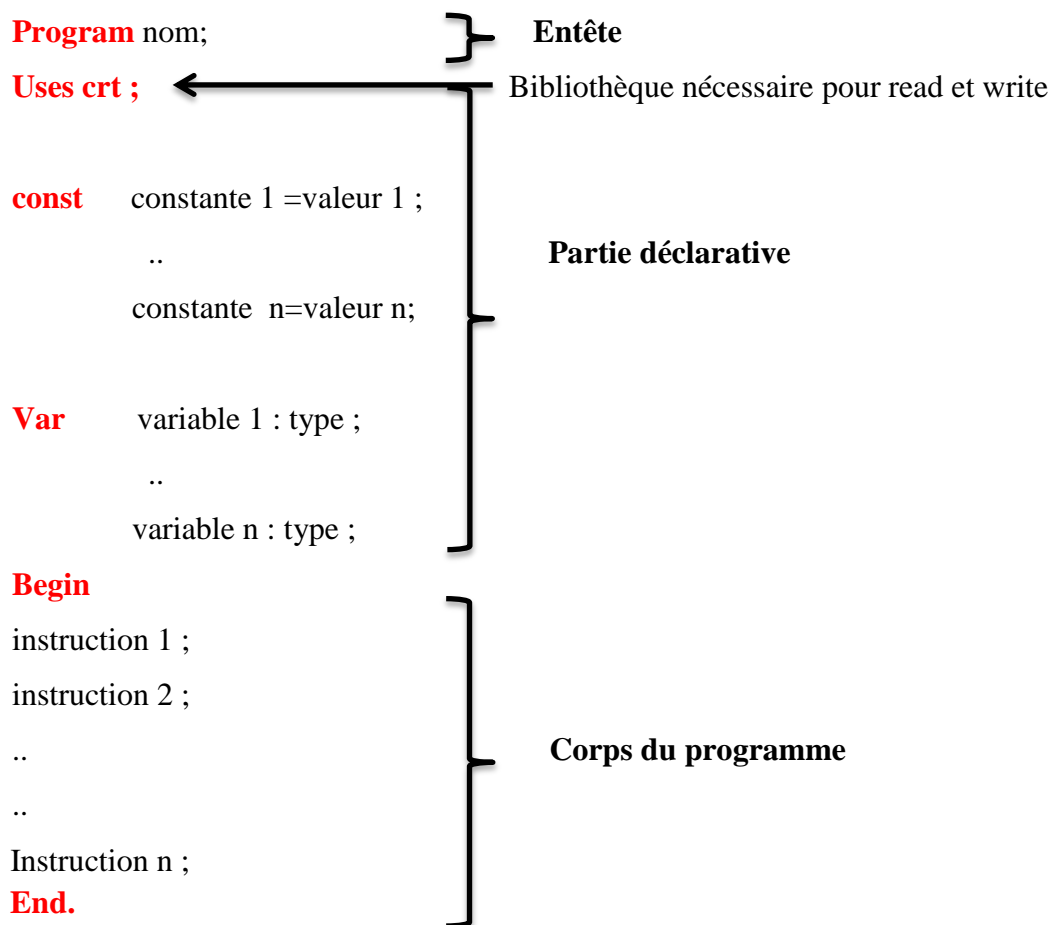 Program nom; Entête
Uses crt ; Bibliothèque nécessaire pour read et write
const constante 1 =valeur 1 ;
..
Partie déclarative
constante n=valeur n;
Var variable 1 : type ;
..
variable n : type ;
Begin
instruction 1 ;
instruction 2 ;
..
Corps du programme
..
Instruction n ;
End.